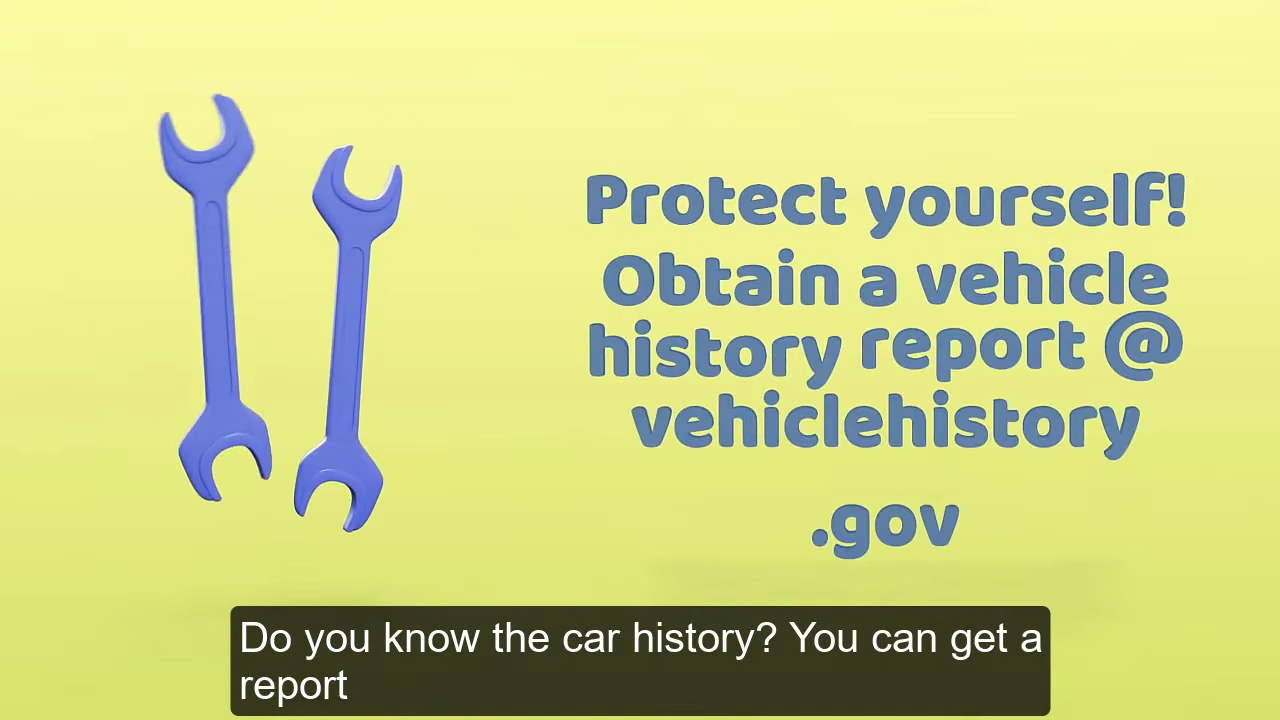 Protect yourself!
Obtain a vehicle
history report @
vehiclehistory
.gov
Do you know the car history? You can get a
report